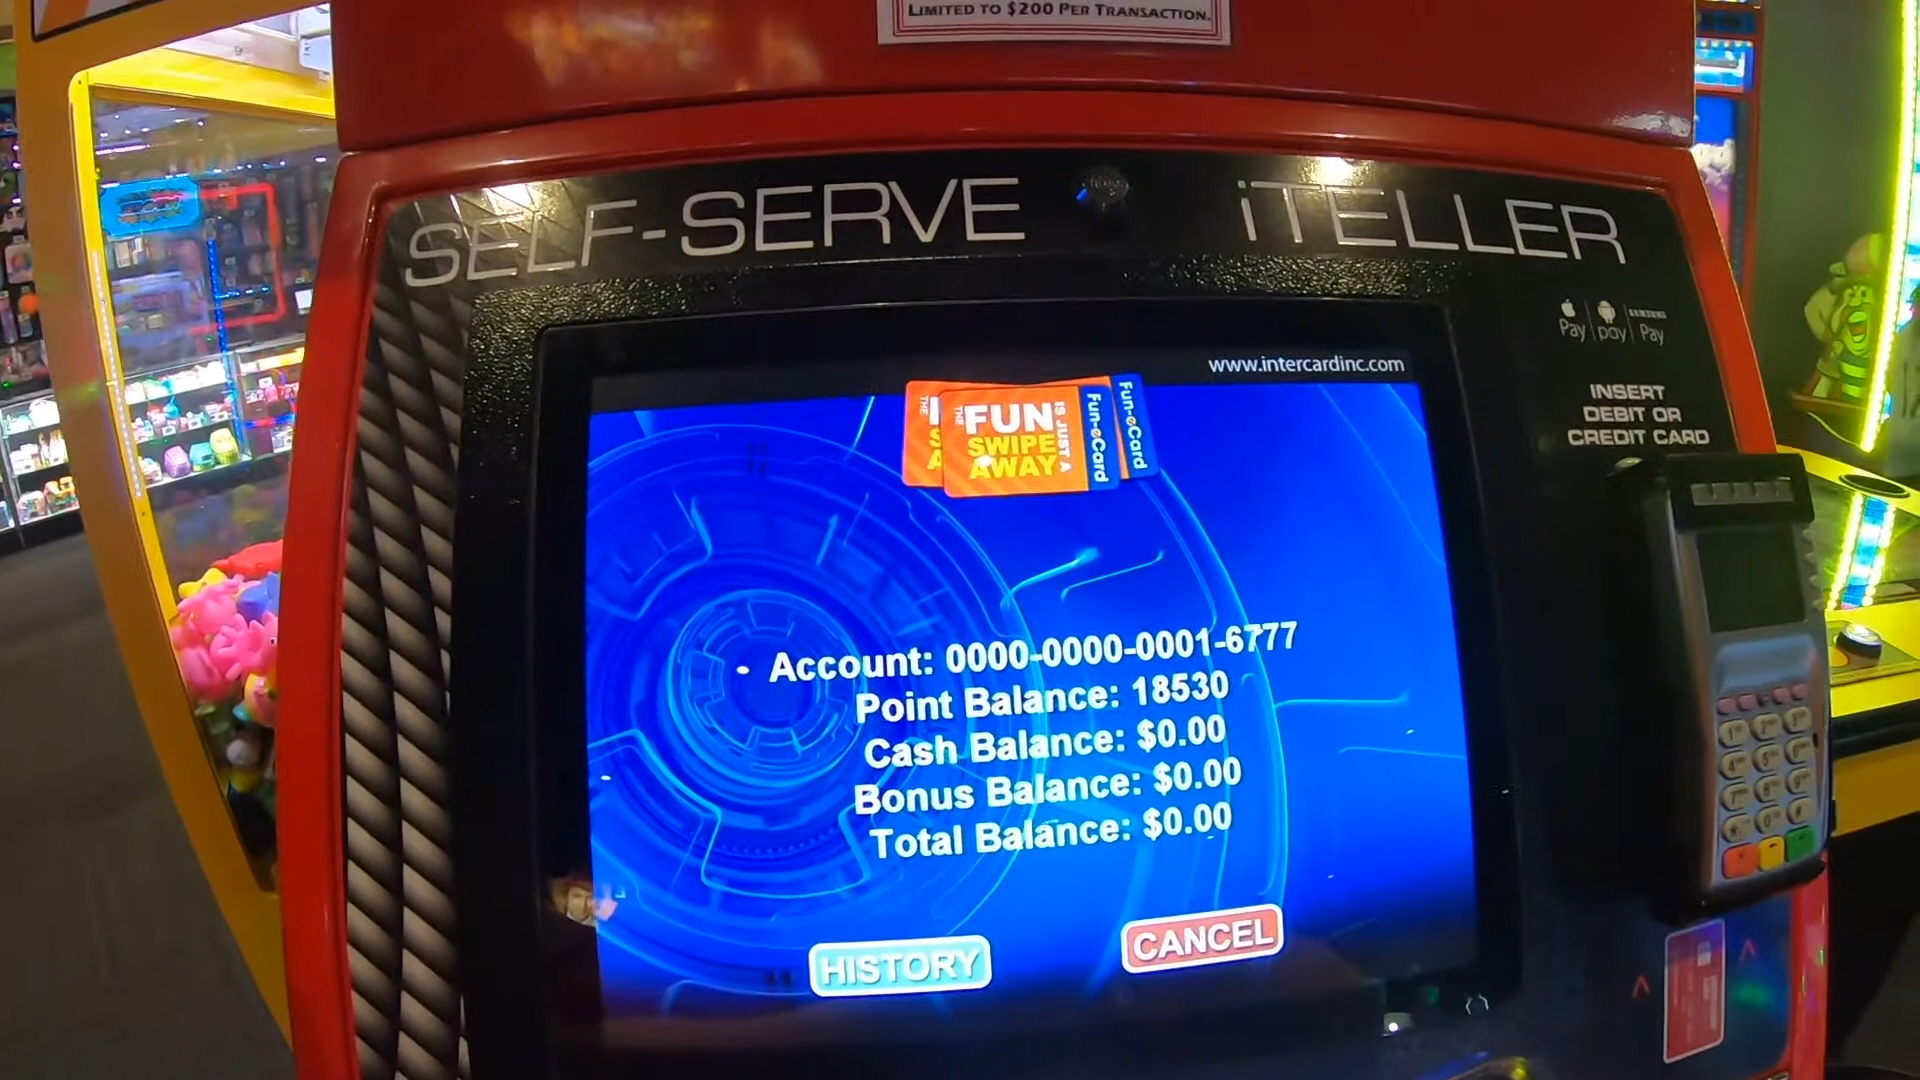 LIMITED TO $200 PER TRANSACTION.
SELF-SERVE iTELLER
Pay pay SAMSUNG Pay
www.intercardinc.com
THE FUN IS JUST A
SWIPE
AWAY
Fun-eCard
Fun-eCard
INSERT
DEBIT OR
CREDIT CARD
Account: 0000-0000-0001-6777
Point Balance: 18530
Cash Balance: $0.00
Bonus Balance: $0.00
Total Balance: $0.00
HISTORY
CANCEL